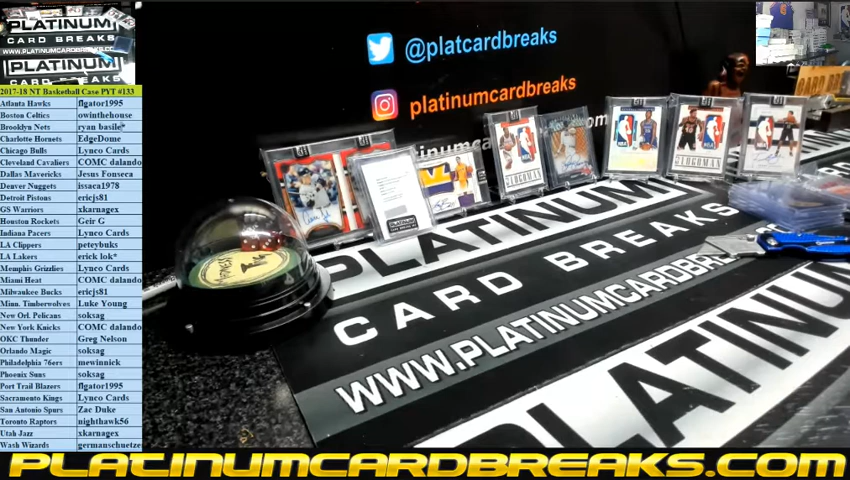 PLATINUM
CARD BREAKS
PLATINUM
CARD BREAKS
2017-18 NT Basketball Case PYT #133
Atlanta Hawks flgator1995
Boston Celtics owinthehouse
Brooklyn Nets ryan basile*
Charlotte Hornets EdgeDome
Chicago Bulls Lynco Cards
Cleveland Cavaliers COMC dalando
Dallas Mavericks Jesus Fonseca
Denver Nuggets issaca1978
Detroit Pistons ericjs81
GS Warriors xkarnagex
Houston Rockets Geir G
Indiana Pacers Lynco Cards
LA Clippers peteybuks
LA Lakers erick lok*
Memphis Grizzlies Lynco Cards
Miami Heat COMC dalando
Milwaukee Bucks ericjs81
Minn. Timberwolves Luke Young
New Orl. Pelicans soksag
New York Knicks COMC dalando
OKC Thunder Greg Nelson
Orlando Magic soksag
Philadelphia 76ers mewinnick
Phoenix Suns soksag
Port Trail Blazers flgator1995
Sacramento Kings Lynco Cards
San Antonio Spurs Zac Duke
Toronto Raptors nighthawk56
Utah Jazz xkarnagex
Wash Wizards germanschuetze
@platcardbreaks
platinumcardbreaks
LOGOMAN
LOGOMAN
PLATINUM
CARD BREAKS
WWW.PLATINUMCARDBREAKS
PLATINUM
PLATINUMCARDBREAKS.COM